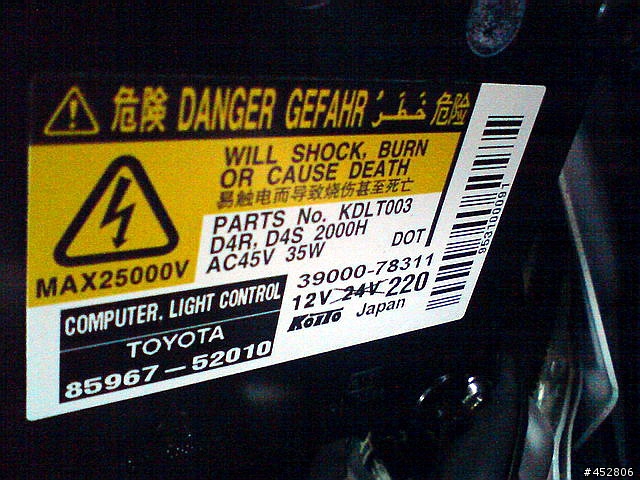 危険 DANGER GEFAHR خَطَرٌ 危险
WILL SHOCK, BURN
OR CAUSE DEATH
易触电而导致烧伤甚至死亡
MAX25000V
PARTS No. KDLT003
D4R, D4S 2000H
AC45V 35W
DOT
39000-78311
12V 24V 220
KOITO Japan
COMPUTER. LIGHT CONTROL
TOYOTA
85967-52010
953700091
#452806